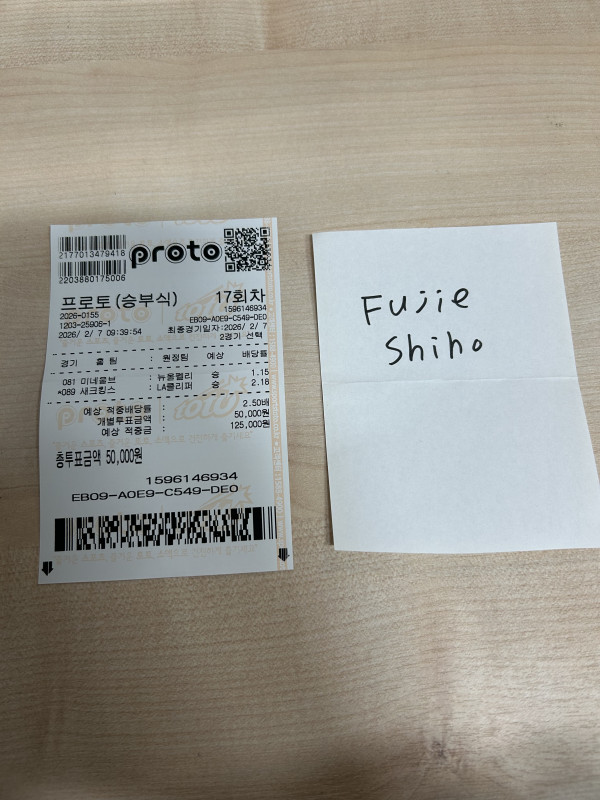 2177013479418
2203880175006
proto
프로토(승부식) 17회차
2026-0155 1596146934
1203-25906-1 EB09-A0E9-C549-DE0
2026/ 2/ 7 09:39:54 최종경기일자:2026/ 2/ 7
2경기 선택
경기 홈 팀 : 원정팀 예상 배당률
081 미네울브 : 뉴올펠리 승 1.15
*089 새크킹스 : LA클리퍼 승 2.18
예상 적중배당률 : 2.50배
개별투표금액 : 50,000원
예상 적중금 : 125,000원
총투표금액 50,000원
1596146934
EB09-A0E9-C549-DE0
Fujie
Shiho